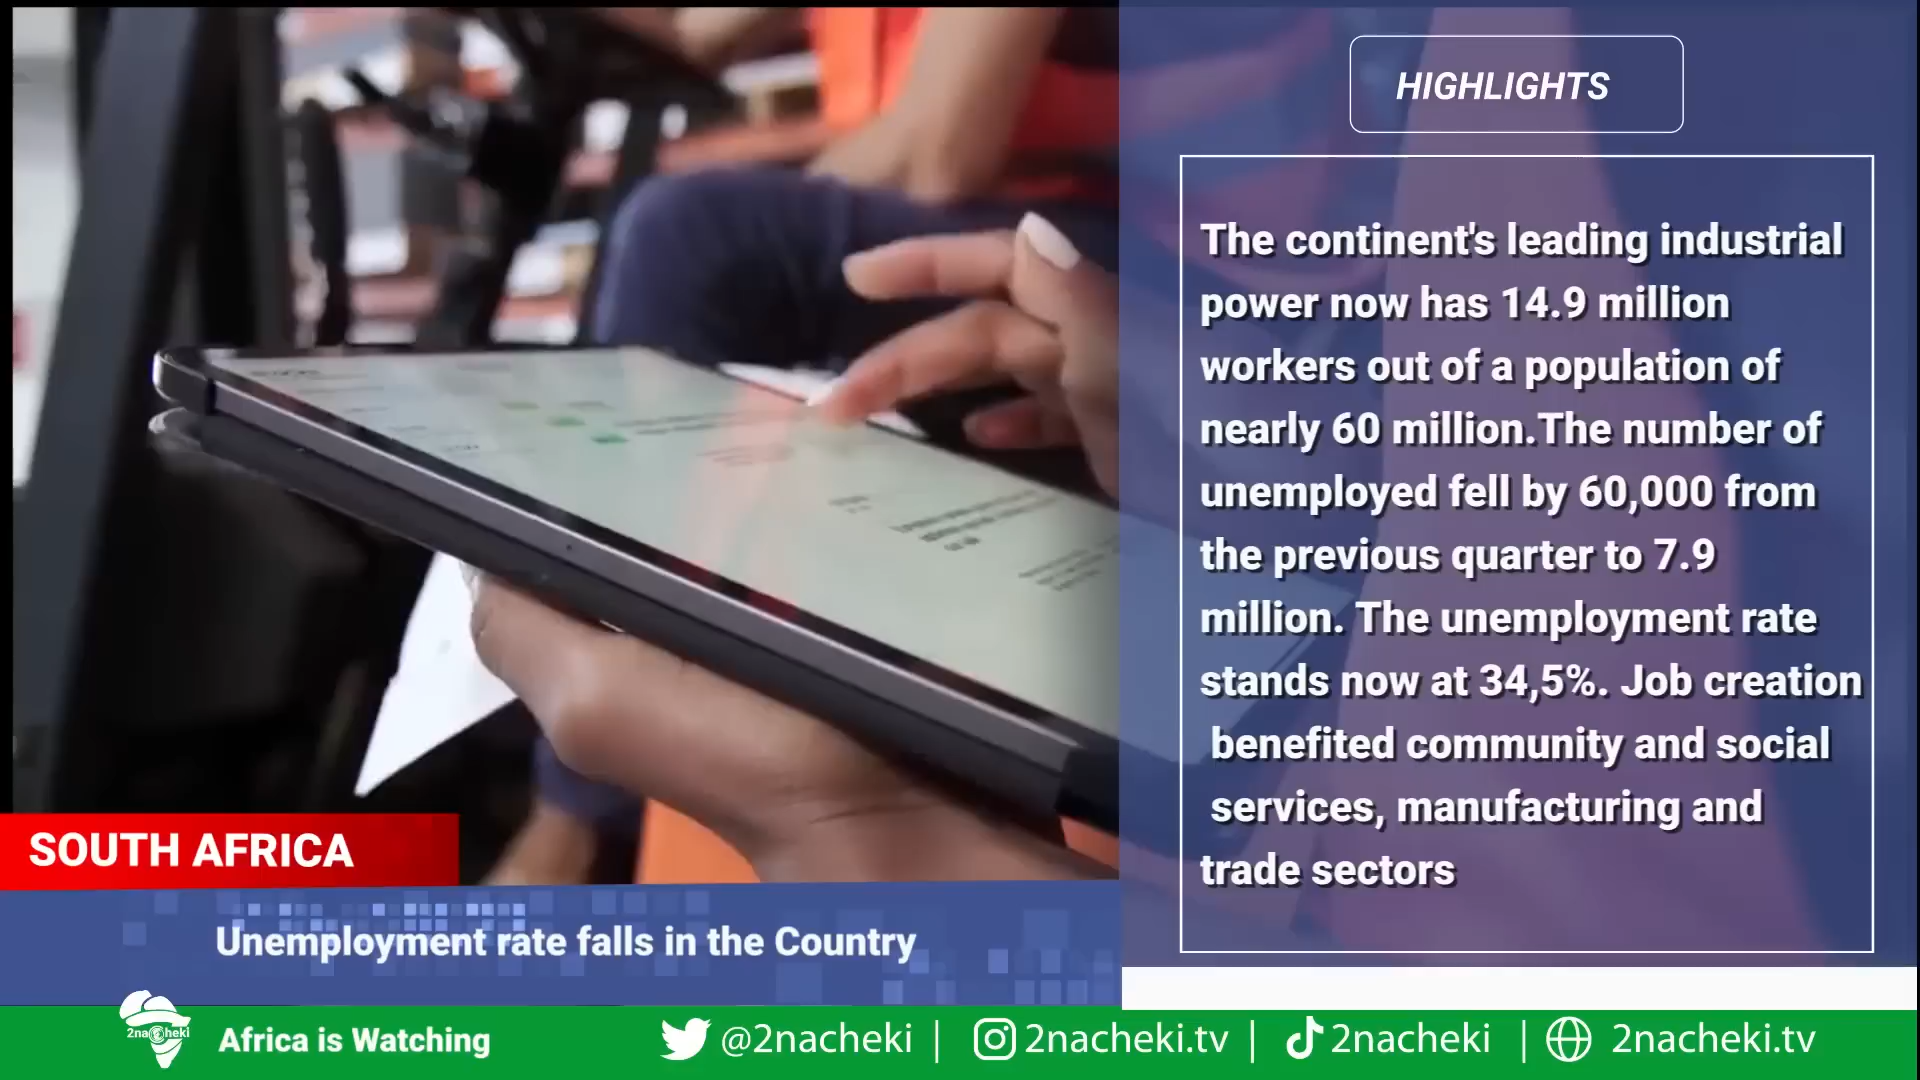 HIGHLIGHTS
The continent's leading industrial
power now has 14.9 million
workers out of a population of
nearly 60 million.The number of
unemployed fell by 60,000 from
the previous quarter to 7.9
million. The unemployment rate
stands now at 34,5%. Job creation
benefited community and social
services, manufacturing and
trade sectors
SOUTH AFRICA
Unemployment rate falls in the Country
2nacheki
Africa is Watching
@2nacheki | 2nacheki.tv | 2nacheki | 2nacheki.tv